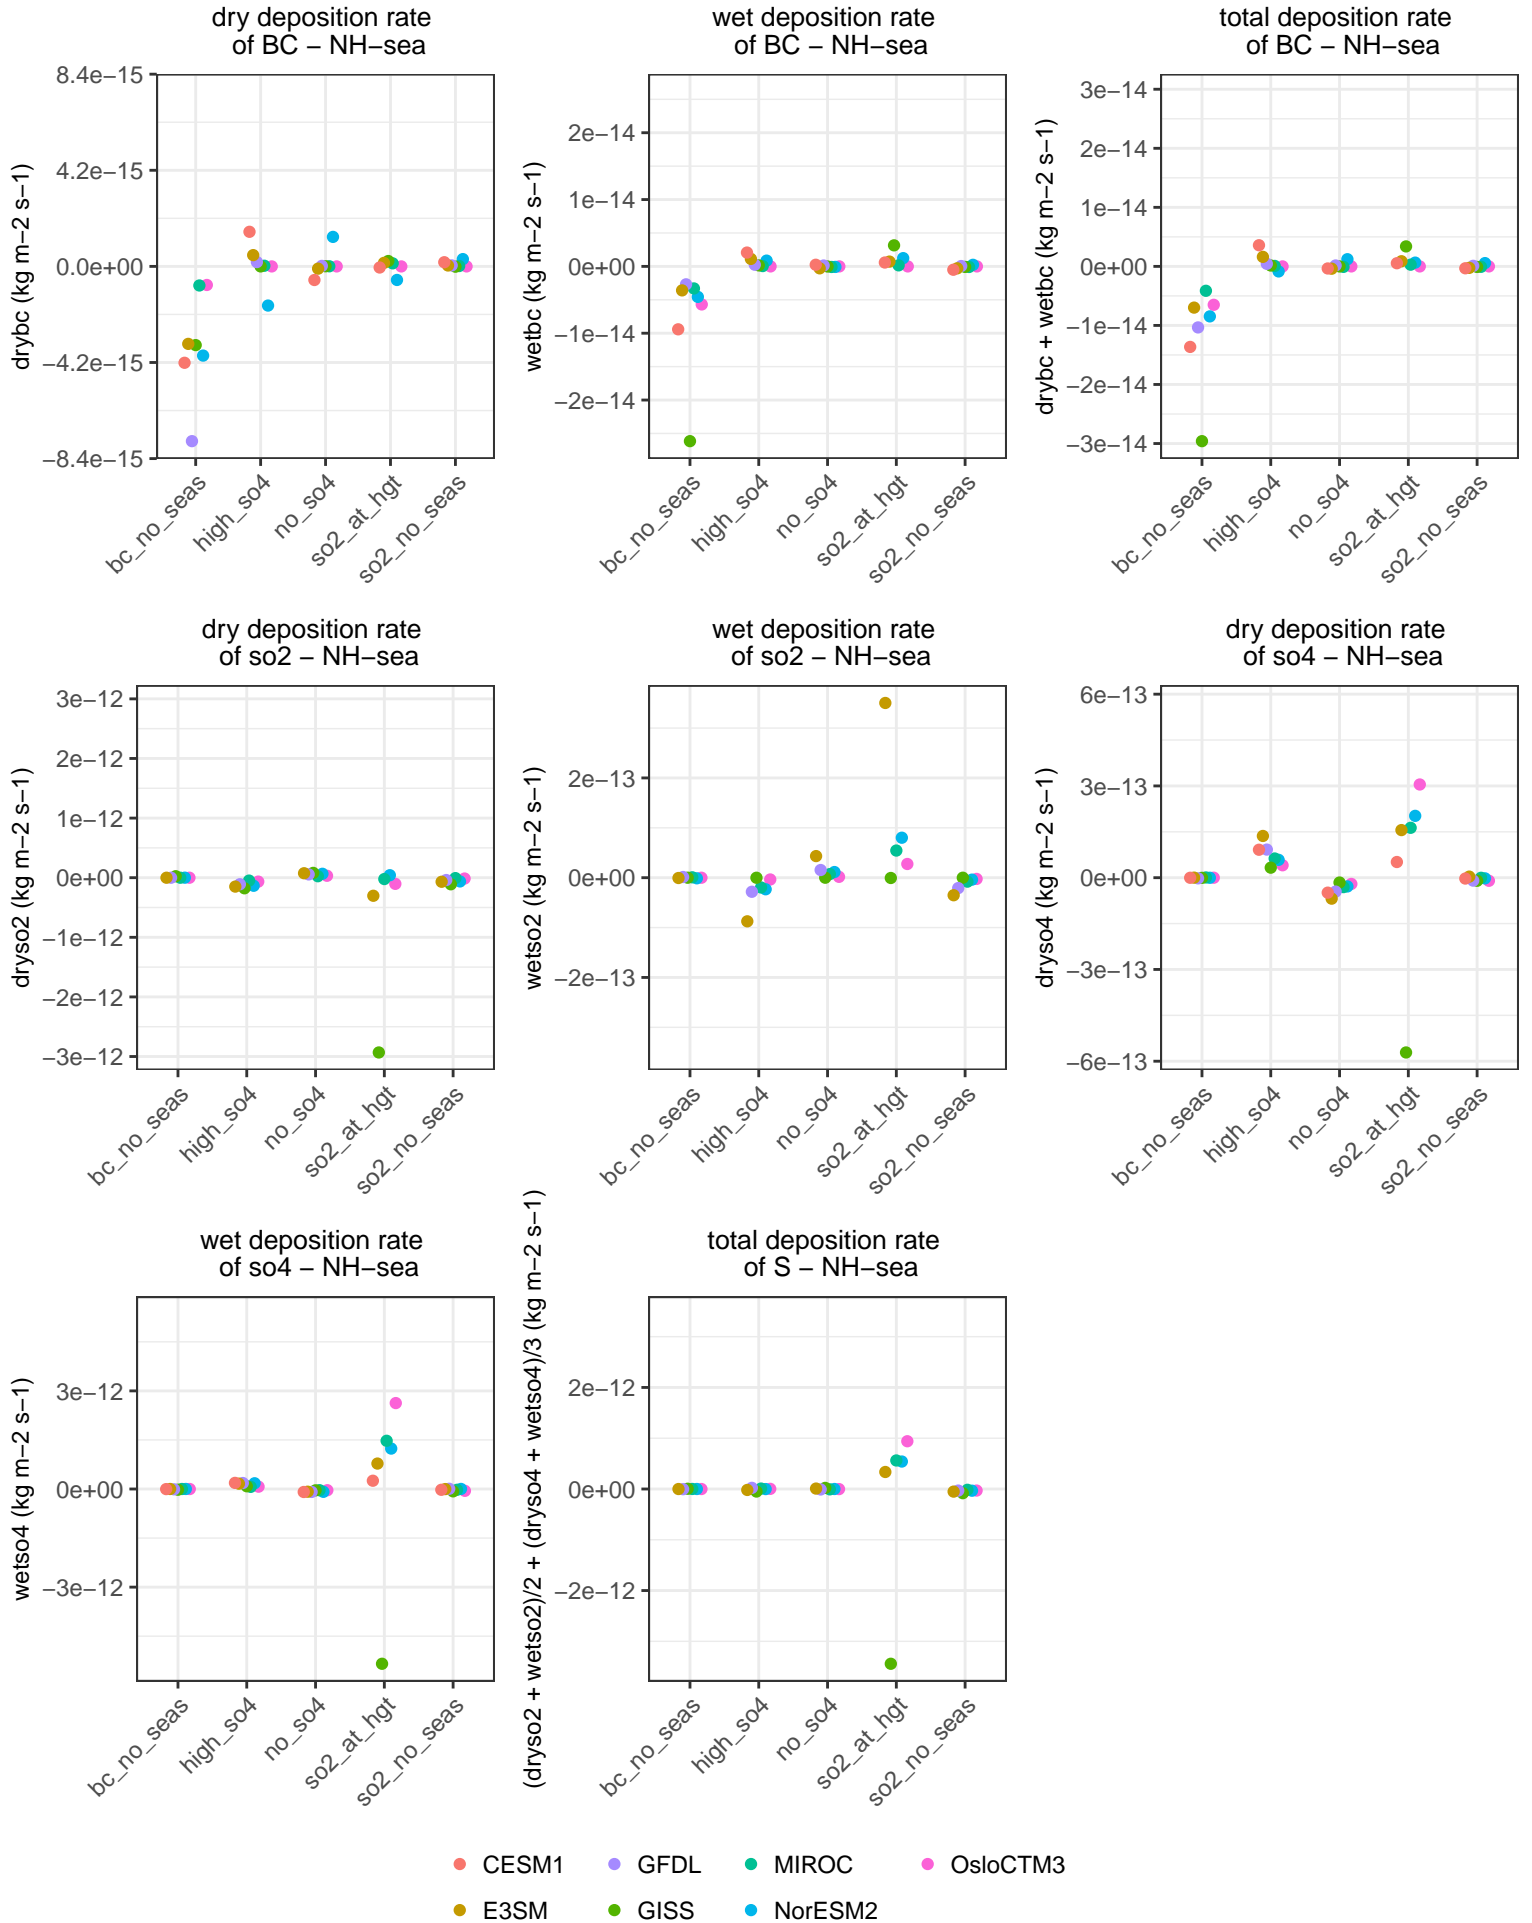 dry deposition rate
of BC − NH−sea
drybc (kg m−2 s−1)
8.4e−15
4.2e−15
0.0e+00
−4.2e−15
−8.4e−15
bc_no_seas
high_so4
no_so4
so2_at_hgt
so2_no_seas
wet deposition rate
of BC − NH−sea
wetbc (kg m−2 s−1)
2e−14
1e−14
0e+00
−1e−14
−2e−14
bc_no_seas
high_so4
no_so4
so2_at_hgt
so2_no_seas
total deposition rate
of BC − NH−sea
drybc + wetbc (kg m−2 s−1)
3e−14
2e−14
1e−14
0e+00
−1e−14
−2e−14
−3e−14
bc_no_seas
high_so4
no_so4
so2_at_hgt
so2_no_seas
dry deposition rate
of so2 − NH−sea
dryso2 (kg m−2 s−1)
3e−12
2e−12
1e−12
0e+00
−1e−12
−2e−12
−3e−12
bc_no_seas
high_so4
no_so4
so2_at_hgt
so2_no_seas
wet deposition rate
of so2 − NH−sea
wetso2 (kg m−2 s−1)
2e−13
0e+00
−2e−13
bc_no_seas
high_so4
no_so4
so2_at_hgt
so2_no_seas
dry deposition rate
of so4 − NH−sea
dryso4 (kg m−2 s−1)
6e−13
3e−13
0e+00
−3e−13
−6e−13
bc_no_seas
high_so4
no_so4
so2_at_hgt
so2_no_seas
wet deposition rate
of so4 − NH−sea
wetso4 (kg m−2 s−1)
3e−12
0e+00
−3e−12
bc_no_seas
high_so4
no_so4
so2_at_hgt
so2_no_seas
total deposition rate
of S − NH−sea
(dryso2 + wetso2)/2 + (dryso4 + wetso4)/3 (kg m−2 s−1)
2e−12
0e+00
−2e−12
bc_no_seas
high_so4
no_so4
so2_at_hgt
so2_no_seas
CESM1
GFDL
MIROC
OsloCTM3
E3SM
GISS
NorESM2